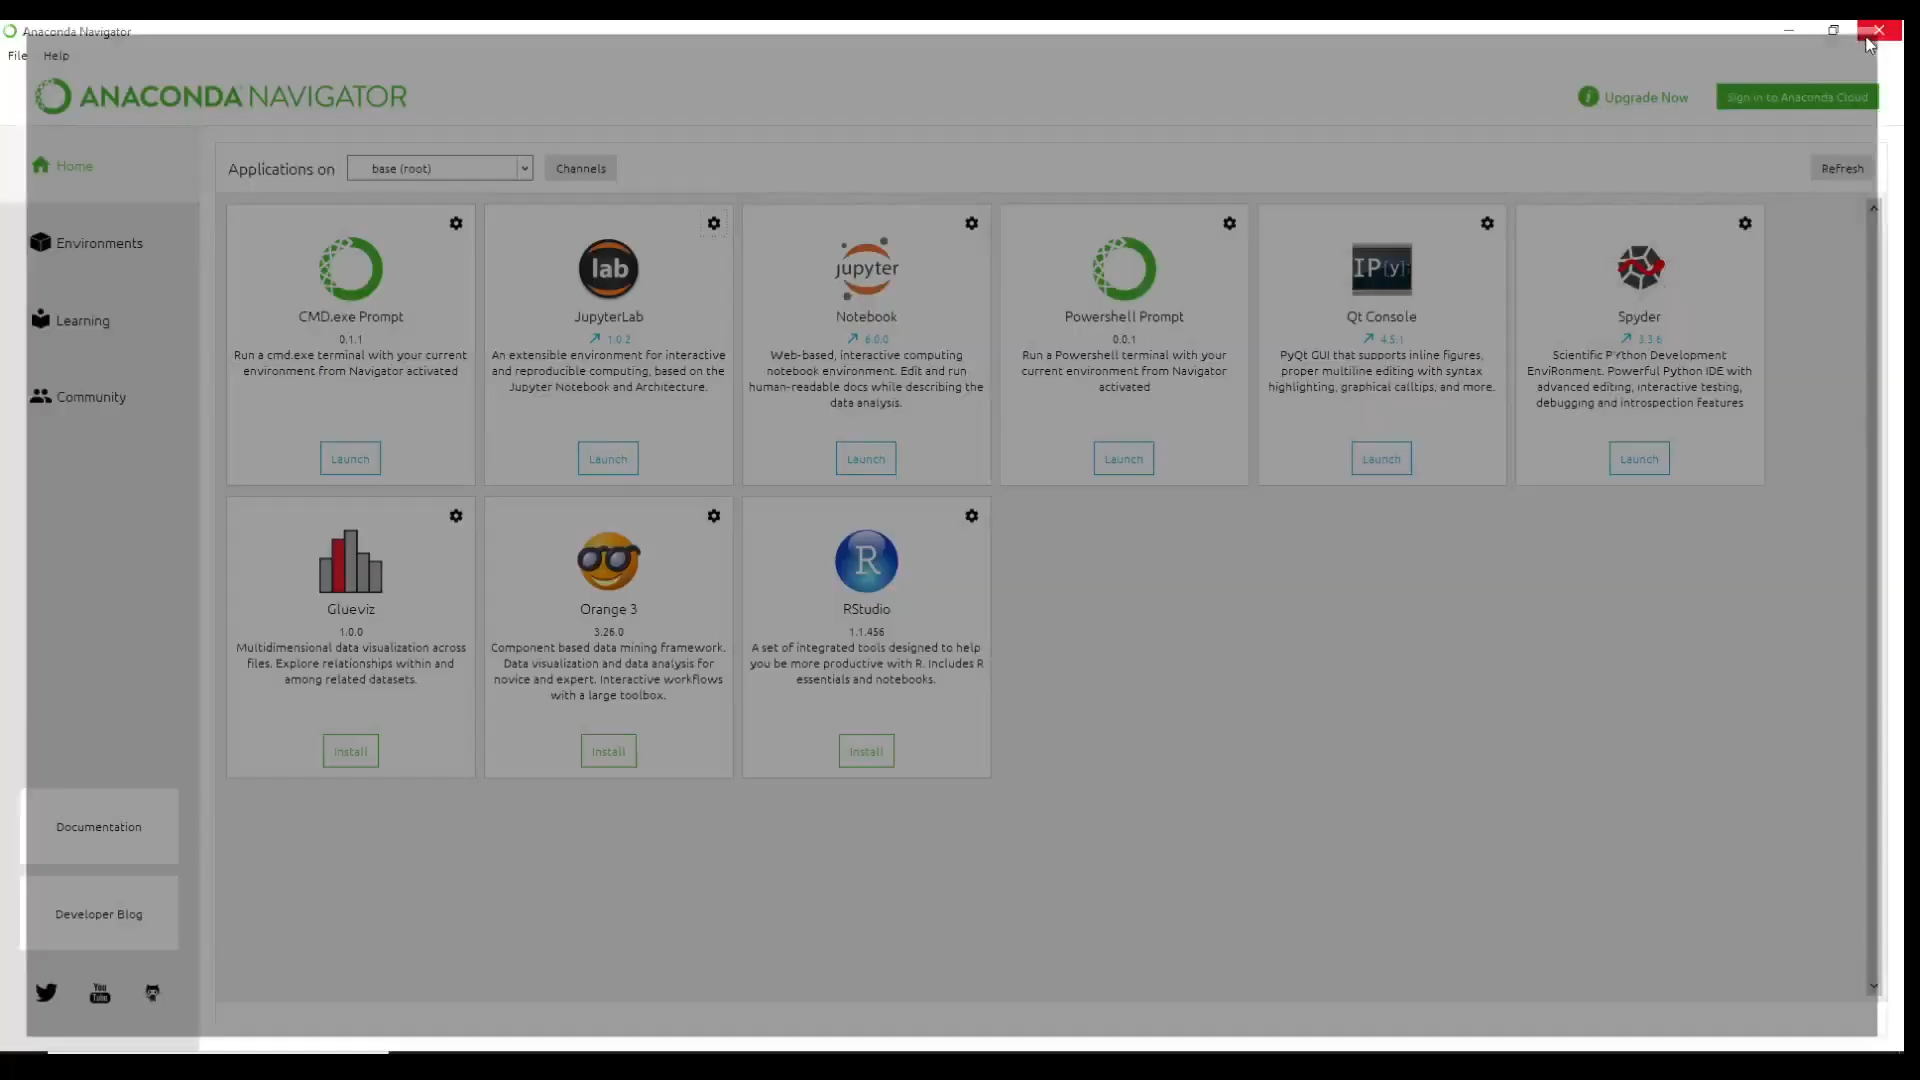 Anaconda Navigator
File Help
ANACONDA NAVIGATOR
Upgrade Now
Sign in to Anaconda Cloud
Home
Environments
Learning
Community
Documentation
Developer Blog
You
Tube
Applications on base (root) Channels Refresh
CMD.exe Prompt
0.1.1
Run a cmd.exe terminal with your current
environment from Navigator activated
Launch
lab
JupyterLab
1.0.2
An extensible environment for interactive
and reproducible computing, based on the
Jupyter Notebook and Architecture.
Launch
jupyter
Notebook
6.0.0
Web-based, interactive computing
notebook environment. Edit and run
human-readable docs while describing the
data analysis.
Launch
Powershell Prompt
0.0.1
Run a Powershell terminal with your
current environment from Navigator
activated
Launch
IP[y]:
Qt Console
4.5.1
PyQt GUI that supports inline figures,
proper multiline editing with syntax
highlighting, graphical calltips, and more.
Launch
Spyder
3.3.6
Scientific Python Development
EnviRonment. Powerful Python IDE with
advanced editing, interactive testing,
debugging and introspection features
Launch
Glueviz
1.0.0
Multidimensional data visualization across
files. Explore relationships within and
among related datasets.
Install
Orange 3
3.26.0
Component based data mining framework.
Data visualization and data analysis for
novice and expert. Interactive workflows
with a large toolbox.
Install
R
RStudio
1.1.456
A set of integrated tools designed to help
you be more productive with R. Includes R
essentials and notebooks.
Install